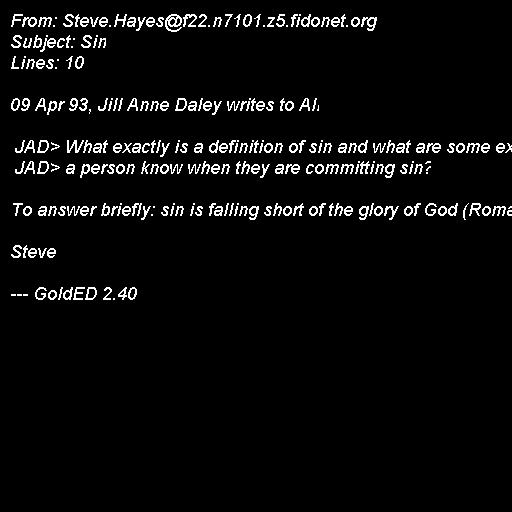 From: Steve.Hayes@f22.n7101.z5.fidonet.org
Subject: Sin
Lines: 10
09 Apr 93, Jill Anne Daley writes to All
JAD> What exactly is a definition of sin and what are some
JAD> a person know when they are committing sin?
To answer briefly: sin is falling short of the glory of God
Steve
--- GoldED 2.40